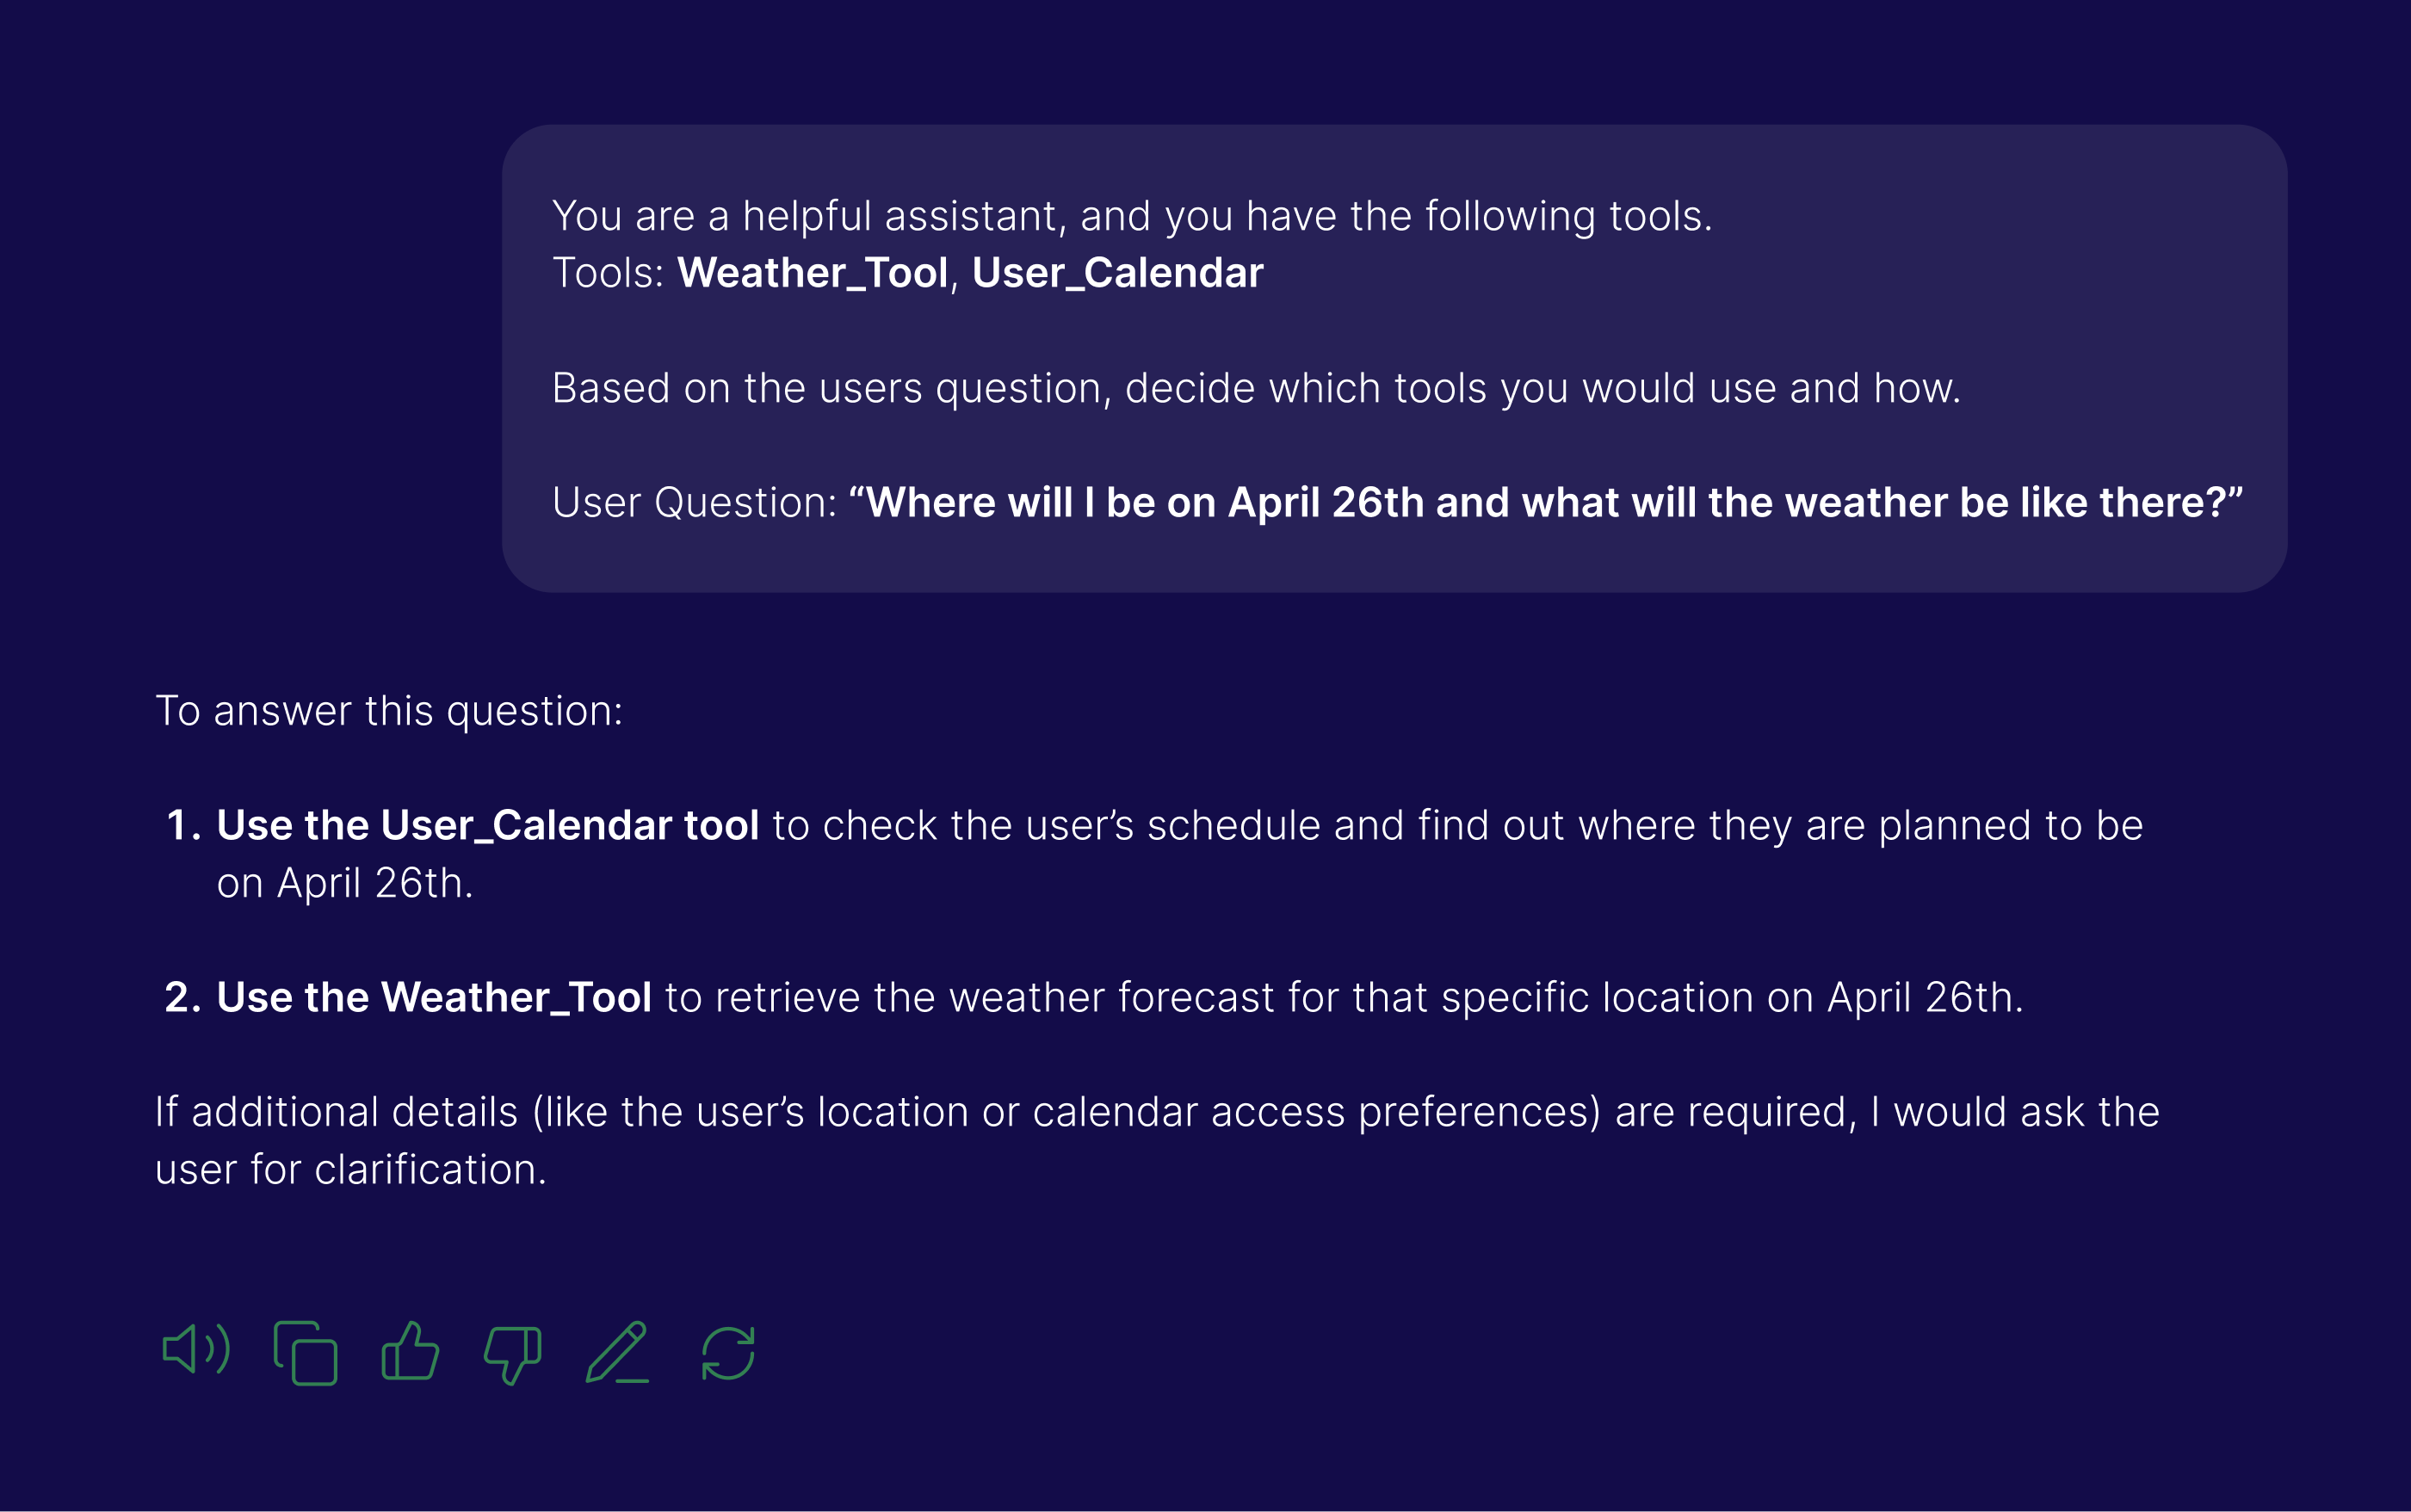 You are a helpful assistant, and you have the following tools.
Tools: Weather_Tool, User_Calendar
Based on the users question, decide which tools you would use and how.
User Question: “Where will I be on April 26th and what will the weather be like there?”
To answer this question:
1. Use the User_Calendar tool to check the user’s schedule and find out where they are planned to be
on April 26th.
2. Use the Weather_Tool to retrieve the weather forecast for that specific location on April 26th.
If additional details (like the user’s location or calendar access preferences) are required, I would ask the
user for clarification.